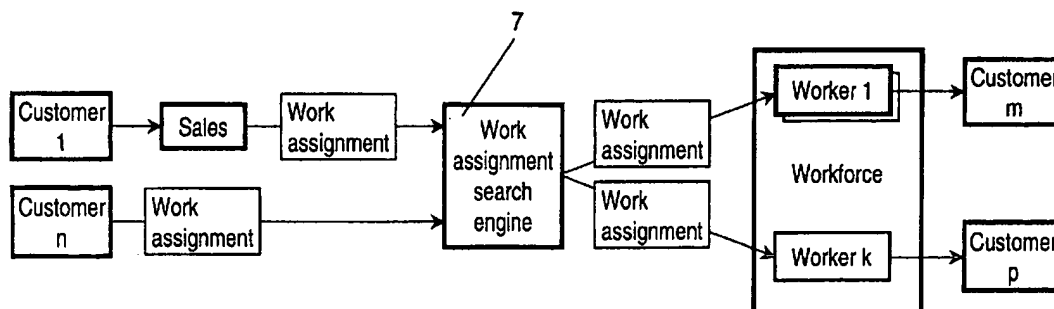 7
Customer
1
Sales
Work
assignment
Work
assignment
search
engine
Work
assignment
Worker 1
Customer
m
Workforce
Customer
n
Work
assignment
Work
assignment
Worker k
Customer
p